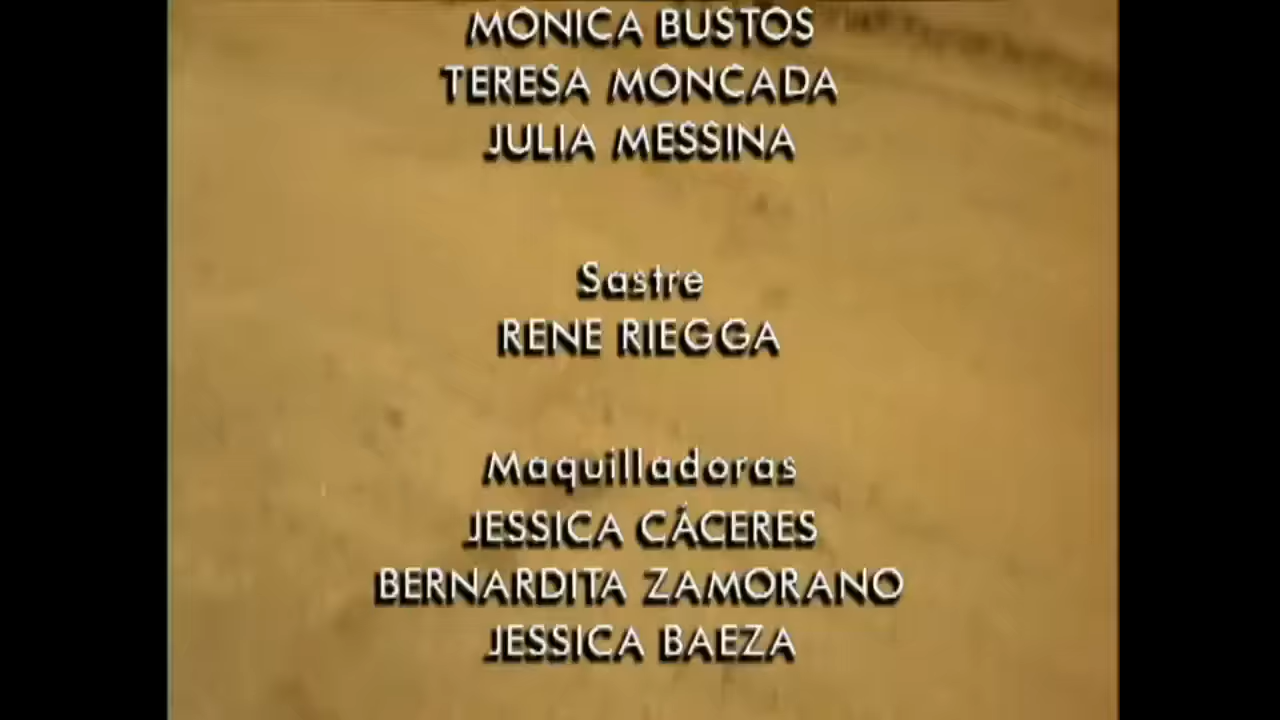 MONICA BUSTOS
TERESA MONCADA
JULIA MESSINA
Sastre
RENE RIEGGA
Maquilladoras
JESSICA CÁCERES
BERNARDITA ZAMORANO
JESSICA BAEZA